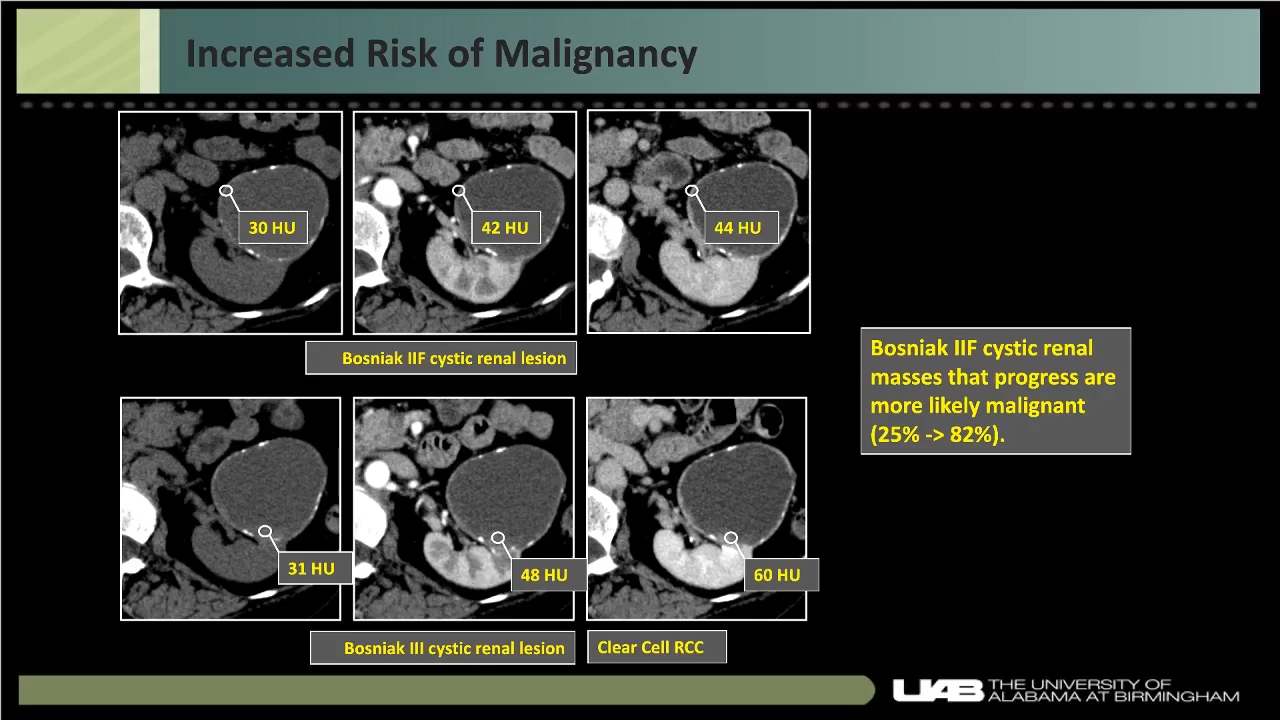 Increased Risk of Malignancy
30 HU
42 HU
44 HU
Bosniak IIF cystic renal lesion
Bosniak IIF cystic renal
masses that progress are
more likely malignant
(25% -> 82%).
31 HU
48 HU
60 HU
Bosniak III cystic renal lesion
Clear Cell RCC
UAB THE UNIVERSITY OF
ALABAMA AT BIRMINGHAM